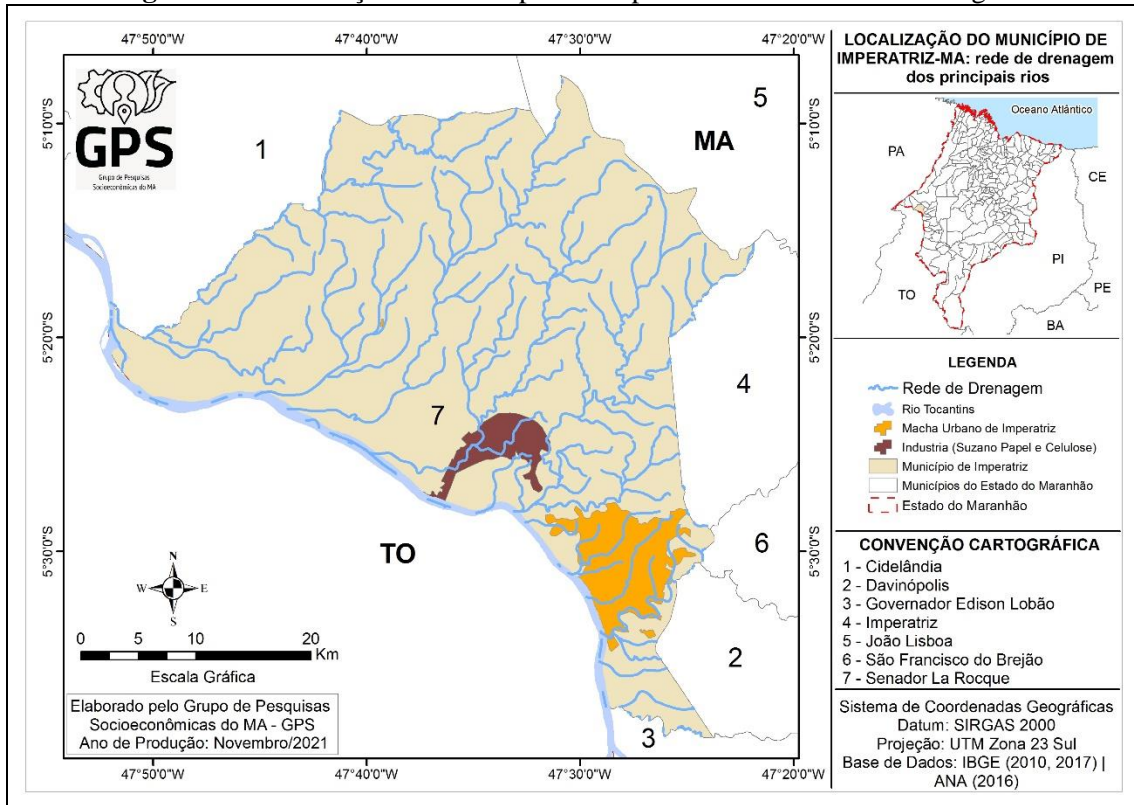 47°50'0"W 47°40'0"W 47°30'0"W 47°20'0"W
5°10'0"S
5°20'0"S
5°30'0"S
GPS
Grupo de Pesquisas
Socioeconômicas do MA
1
5
MA
4
7
TO
6
2
3
N
W E
S
0 5 10 20
Km
Escala Gráfica
Elaborado pelo Grupo de Pesquisas
Socioeconômicas do MA - GPS
Ano de Produção: Novembro/2021
5°10'0"S
5°20'0"S
5°30'0"S
47°50'0"W 47°40'0"W 47°30'0"W 47°20'0"W
LOCALIZAÇÃO DO MUNICÍPIO DE
IMPERATRIZ-MA: rede de drenagem
dos principais rios
Oceano Atlântico
PA
CE
PI
TO
PE
BA
LEGENDA
Rede de Drenagem
Rio Tocantins
Macha Urbano de Imperatriz
Industria (Suzano Papel e Celulose)
Município de Imperatriz
Municípios do Estado do Maranhão
Estado do Maranhão
CONVENÇÃO CARTOGRÁFICA
1 - Cidelândia
2 - Davinópolis
3 - Governador Edison Lobão
4 - Imperatriz
5 - João Lisboa
6 - São Francisco do Brejão
7 - Senador La Rocque
Sistema de Coordenadas Geográficas
Datum: SIRGAS 2000
Projeção: UTM Zona 23 Sul
Base de Dados: IBGE (2010, 2017) |
ANA (2016)